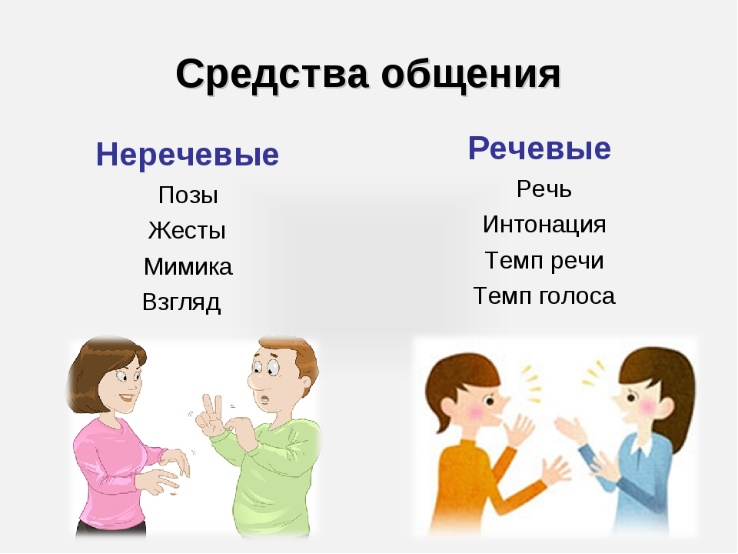 Средства общения
Неречевые
Позы
Жесты
Мимика
Взгляд
Речевые
Речь
Интонация
Темп речи
Темп голоса